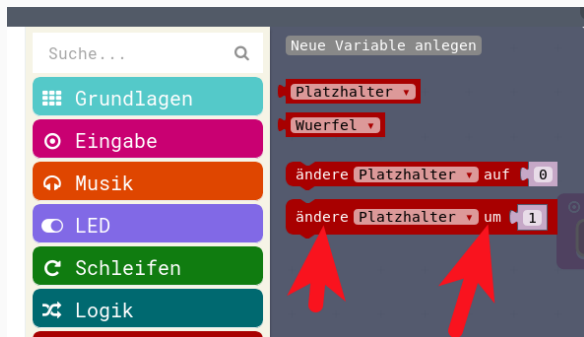 Suche...
Neue Variable anlegen
Grundlagen
Platzhalter
Eingabe
Wuerfel
Musik
ändere Platzhalter auf 0
LED
ändere Platzhalter um 1
Schleifen
Logik